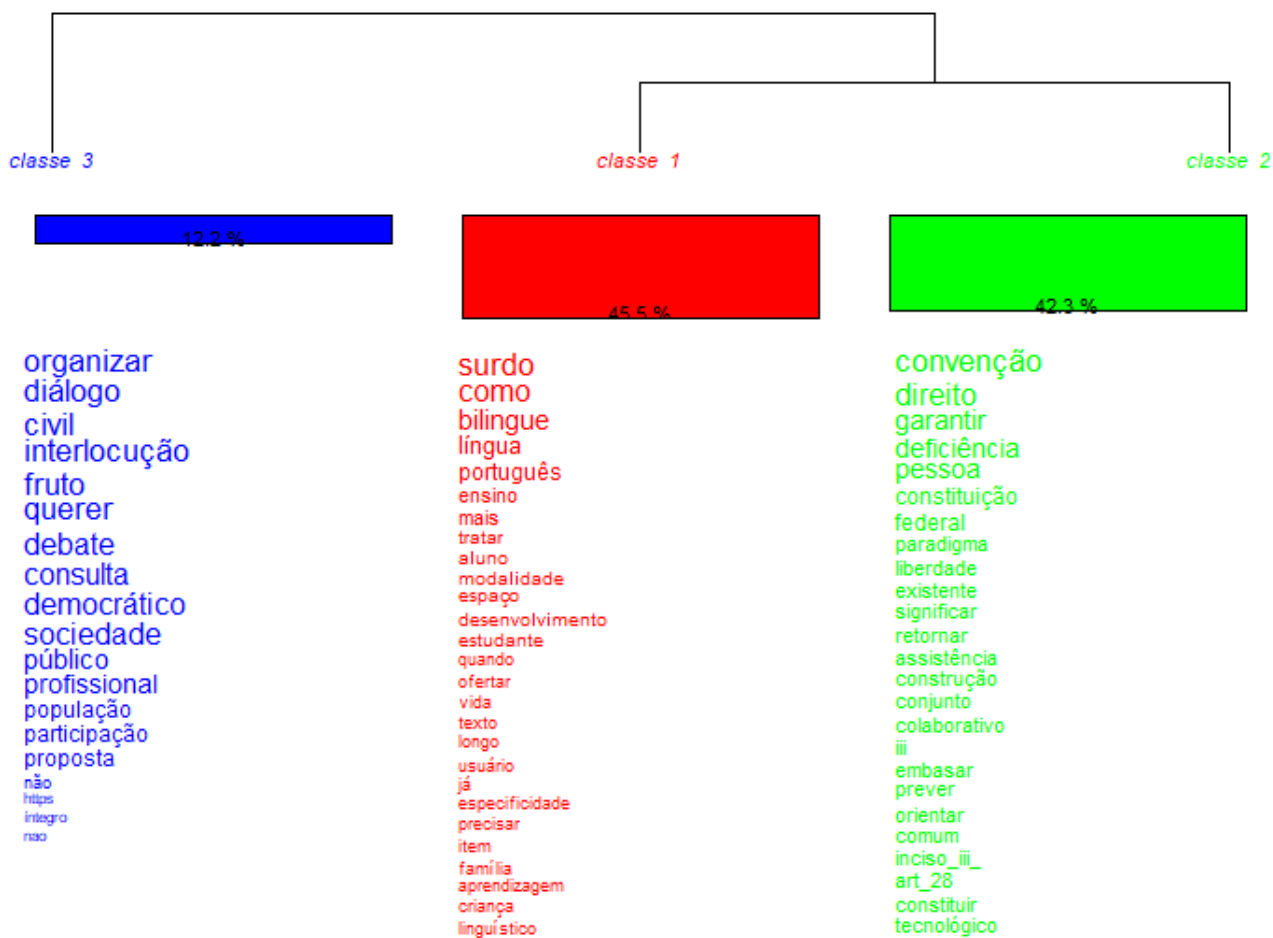 classe 3
classe 1
classe 2
12.2 %
45.5 %
42.3 %
organizar
diálogo
civil
interlocução
fruto
querer
debate
consulta
democrático
sociedade
público
profissional
população
participação
proposta
não
https
integro
nao
surdo
como
bilingue
língua
português
ensino
mais
tratar
aluno
modalidade
espaço
desenvolvimento
estudante
quando
ofertar
vida
texto
longo
usuário
já
especificidade
precisar
item
família
aprendizagem
criança
linguístico
convenção
direito
garantir
deficiência
pessoa
constituição
federal
paradigma
liberdade
existente
significar
retornar
assistência
construção
conjunto
colaborativo
iii
embasar
prever
orientar
comum
inciso_iii_
art_28
constituir
tecnológico